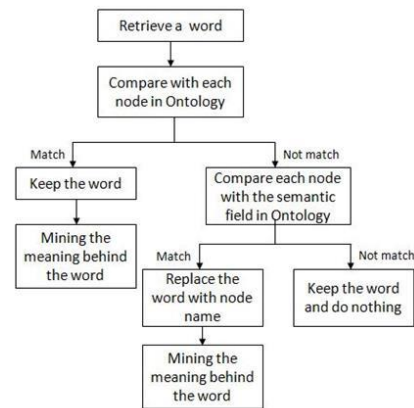 Retrieve a word
Compare with each
node in Ontology
Match
Not match
Keep the word
Compare each node
with the semantic
field in Ontology
Mining the
meaning behind
the word
Match
Not match
Replace the
word with node
name
Keep the word
and do nothing
Mining the
meaning behind
the word